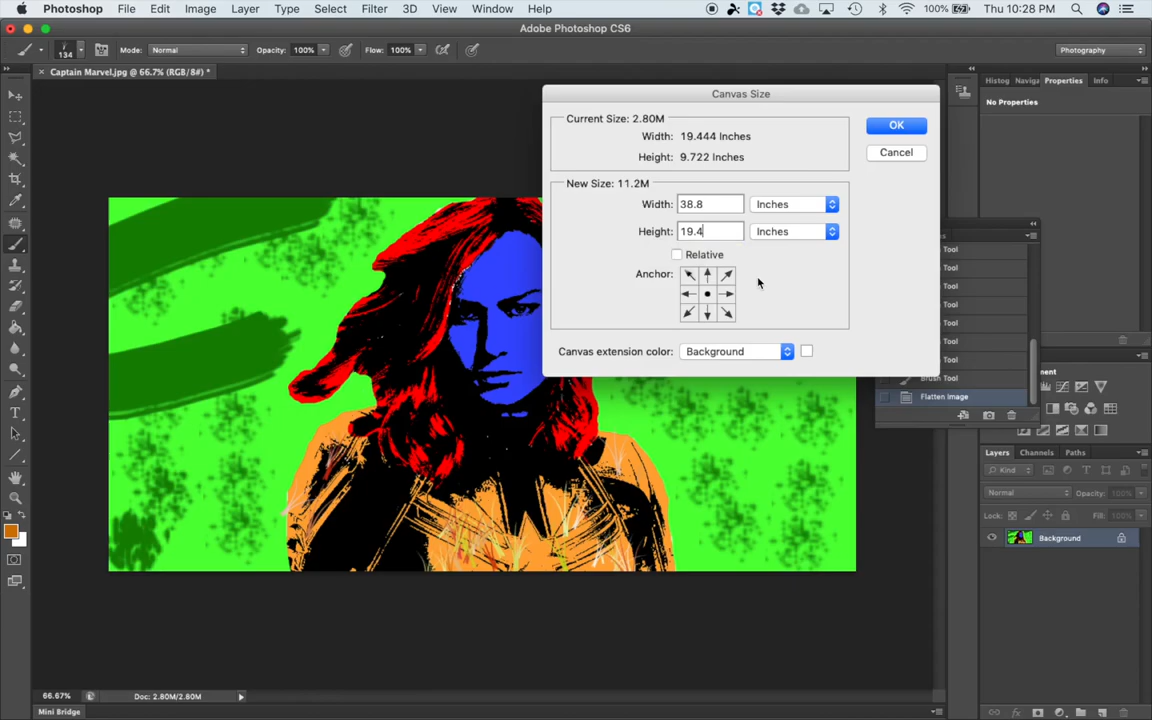 Photoshop File Edit Image Layer Type Select Filter 3D View Window Help 100% Thu 10:28 PM
Adobe Photoshop CS6
134 Mode: Normal Opacity: 100% Flow: 100% Photography
Captain Marvel.jpg @ 66.7% (RGB/8#) *
Histog Naviga Properties Info
No Properties
Canvas Size
Current Size: 2.80M
Width: 19.444 Inches
Height: 9.722 Inches
OK
Cancel
New Size: 11.2M
Width: 38.8 Inches
Height: 19.4 Inches
Relative
Anchor:
Canvas extension color: Background
Tool
Tool
Tool
Tool
Tool
Tool
Tool
Brush Tool
Flatten Image
Layers Channels Paths
Kind
Normal Opacity: 100%
Lock: Fill: 100%
Background
66.67% Doc: 2.80M/2.80M
Mini Bridge